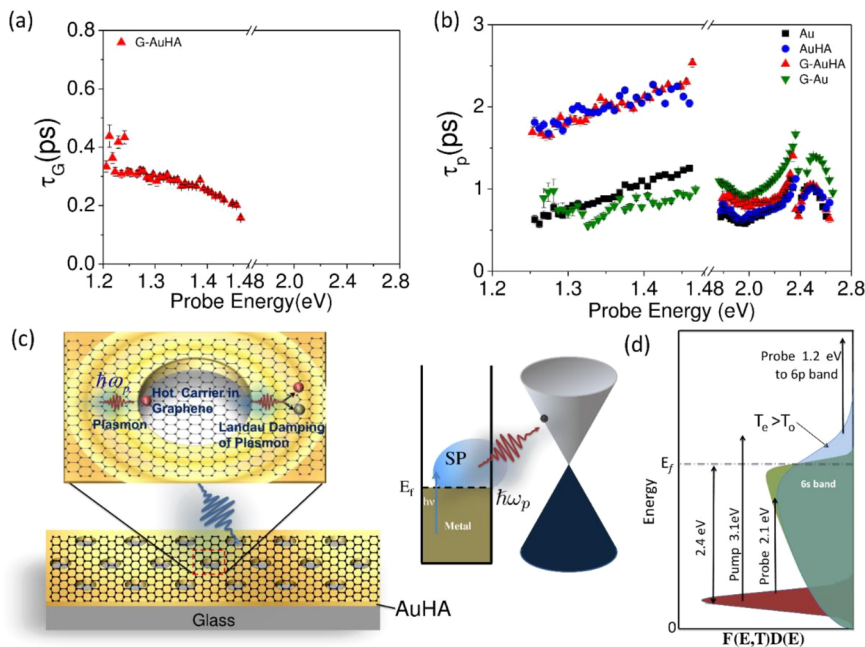 (a)
G-AuHA
τG(ps)
0.8
0.6
0.4
0.2
0.0
1.2 1.3 1.4 1.48 2.0 2.4 2.8
Probe Energy(eV)
(b)
Au
AuHA
G-AuHA
G-Au
τp(ps)
3
2
1
0
1.2 1.3 1.4 1.48 2.0 2.4 2.8
Probe Energy (eV)
(c)
ℏωp
Plasmon
Hot Carrier in
Graphene
Landau Damping
of Plasmon
AuHA
Glass
SP
Ef
hν
Metal
ℏωp
(d)
Probe 1.2 eV
to 6p band
Te>To
Ef
6s band
Energy
2.4 eV
Pump 3.1eV
Probe 2.1 eV
0
F(E,T)D(E)